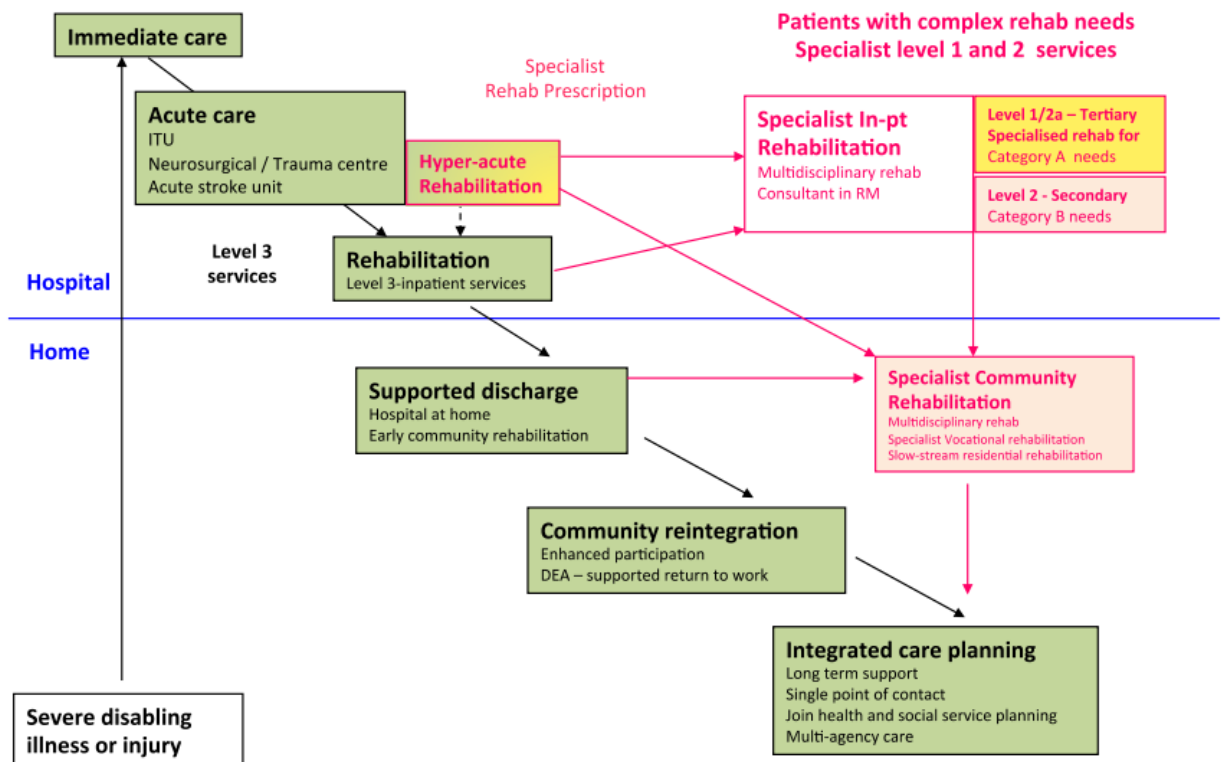 Immediate care
Patients with complex rehab needs
Specialist level 1 and 2  services
Specialist
Rehab Prescription
Acute care
ITU
Neurosurgical / Trauma centre
Acute stroke unit
Hyper-acute
Rehabilitation
Specialist In-pt
Rehabilitation
Multidisciplinary rehab
Consultant in RM
Level 1/2a – Tertiary
Specialised rehab for
Category A  needs
Level 2 - Secondary
Category B needs
Level 3
services
Rehabilitation
Level 3-inpatient services
Hospital
Home
Supported discharge
Hospital at home
Early community rehabilitation
Specialist Community
Rehabilitation
Multidisciplinary rehab
Specialist Vocational rehabilitation
Slow-stream residential rehabilitation
Community reintegration
Enhanced participation
DEA – supported return to work
Integrated care planning
Long term support
Single point of contact
Join health and social service planning
Multi-agency care
Severe disabling
illness or injury